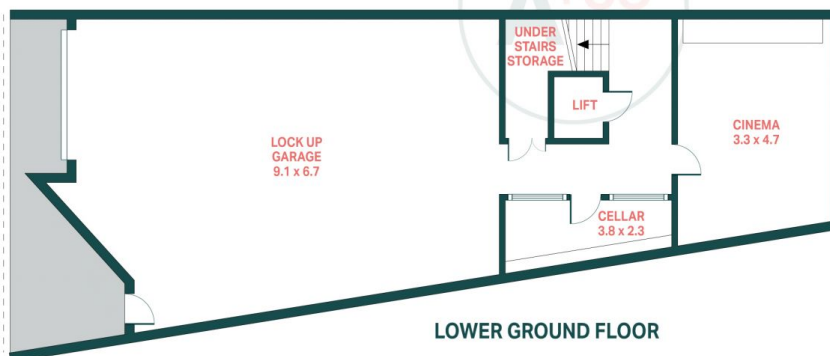 UNDER
STAIRS
STORAGE
LIFT
CINEMA
3.3 x 4.7
LOCK UP
GARAGE
9.1 x 6.7
CELLAR
3.8 x 2.3
LOWER GROUND FLOOR